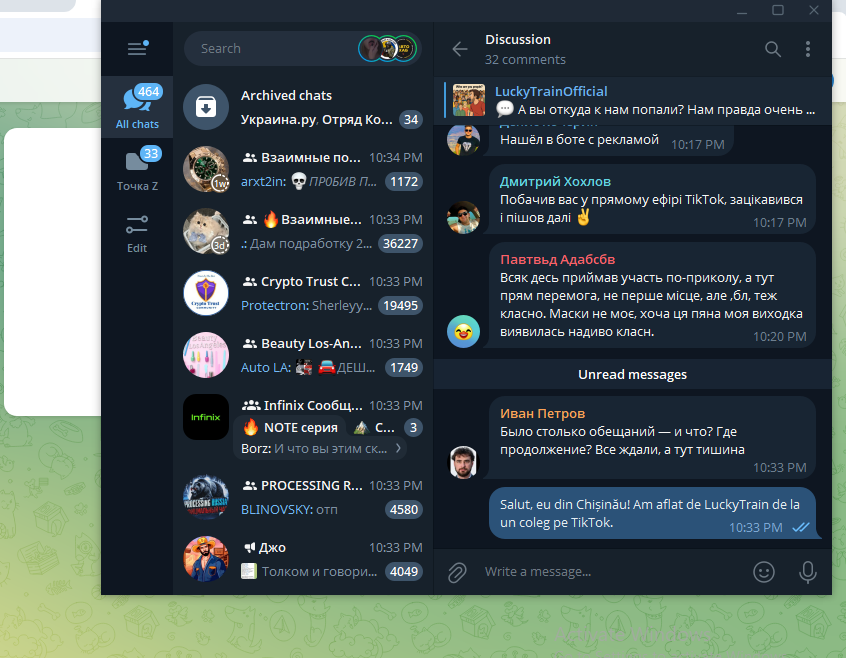 Search
Discussion
32 comments
464
All chats
33
Точка Z
Edit
Archived chats
Украина.ру, Отряд Ко... 34
Взаимные по... 10:34 PM
arxt2in: 💀ПРОБИВ П... 1172
1w
🔥Взаимные... 10:33 PM
.: Дам подработку 2... 36227
3d
Crypto Trust C... 10:33 PM
Protectron: Sherleyy... 19495
Beauty Los-An... 10:33 PM
Auto LA: 🚘ДЕШ... 1749
Infinix
Infinix Сообщ... 10:33 PM
🔥 NOTE серия С... 3
Borz: И что вы этим ск...
PROCESSING R... 10:33 PM
BLINOVSKY: отп 4580
Джо 10:33 PM
Толком и говори... 4049
LuckyTrainOfficial
💬 А вы откуда к нам попали? Нам правда очень ...
Нашёл в боте с рекламой 10:17 PM
Дмитрий Хохлов
Побачив вас у прямому ефірі TikTok, зацікавився
і пішов далі ✌️
10:17 PM
Павтвьд Адабсбв
Всяк десь приймав участь по-приколу, а тут
прям перемога, не перше місце, але ,бл, теж
класно. Маски не моє, хоча ця пяна моя виходка
виявилась надиво класн.
10:20 PM
Unread messages
Иван Петров
Было столько обещаний — и что? Где
продолжение? Все ждали, а тут тишина
10:33 PM
Salut, eu din Chișinău! Am aflat de LuckyTrain de la
un coleg pe TikTok.
10:33 PM
Write a message...